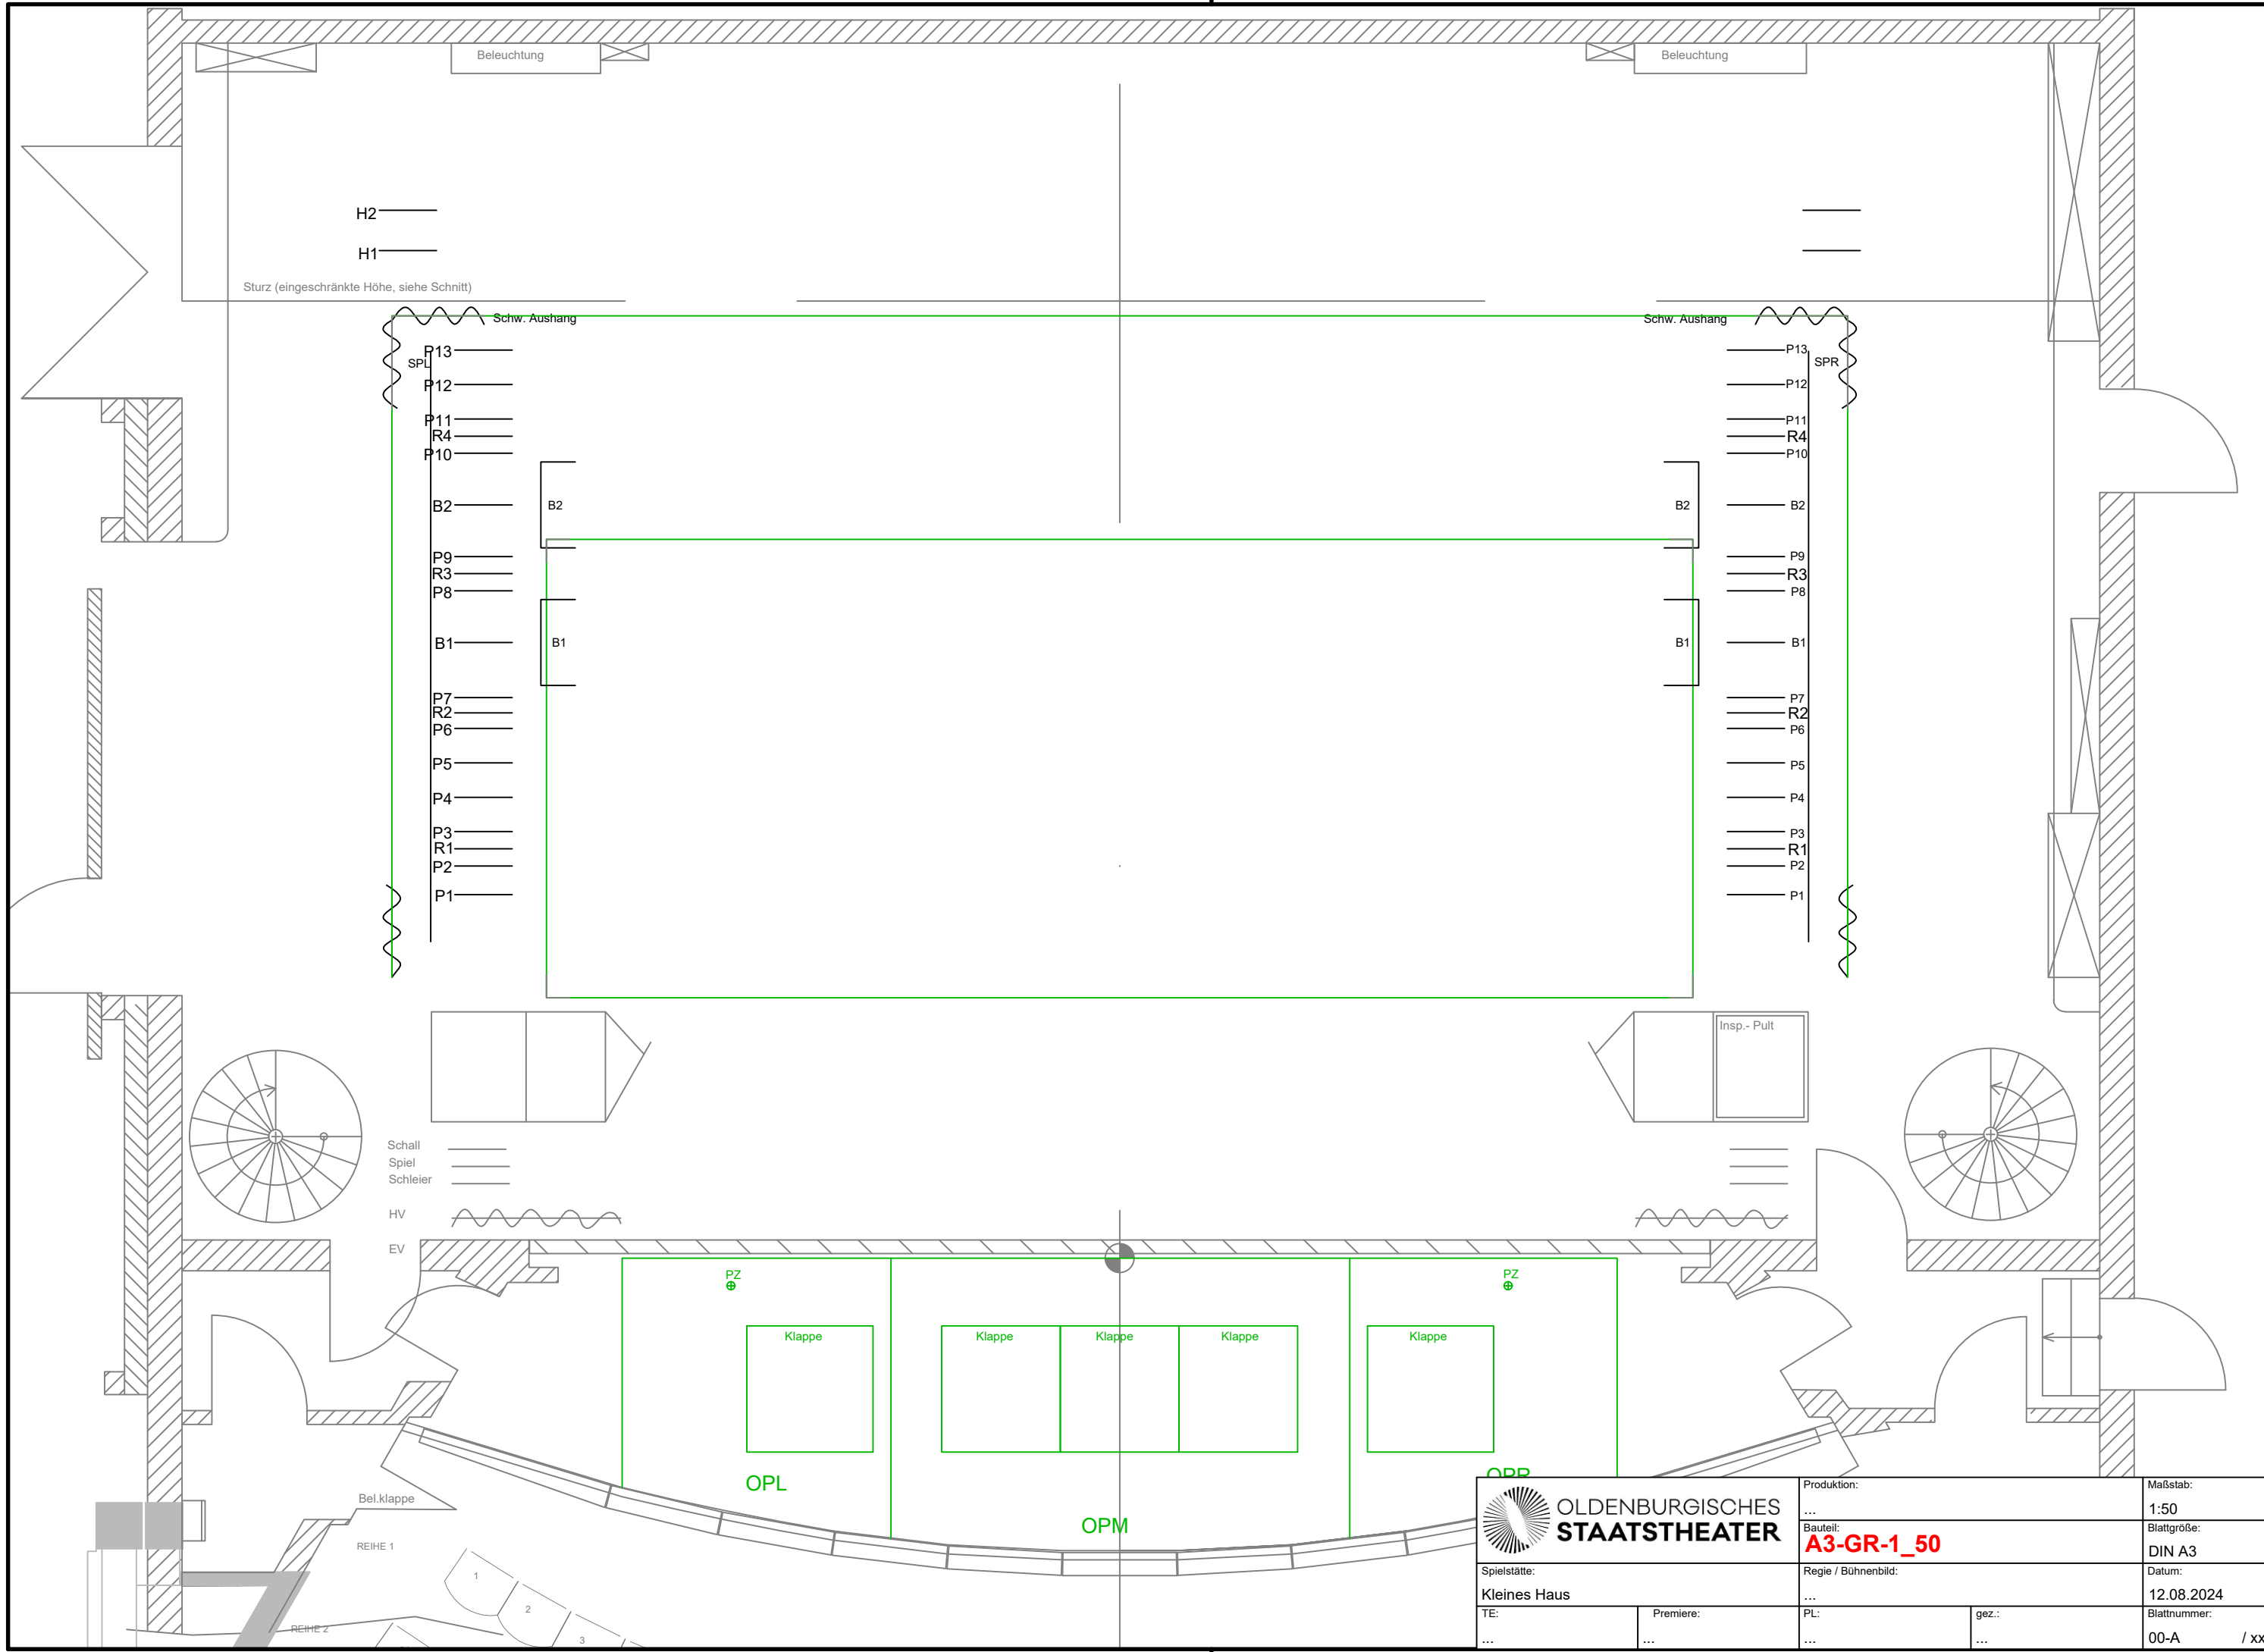 Beleuchtung Beleuchtung
H2
H1
Sturz (eingeschränkte Höhe, siehe Schnitt)
Schw. Aushang Schw. Aushang
P13 P13
SPL SPR
P12 P12
P11 P11
R4 R4
P10 P10
B2 B2 B2 B2
P9 P9
R3 R3
P8 P8
B1 B1 B1 B1
P7 P7
R2 R2
P6 P6
P5 P5
P4 P4
P3 P3
R1 R1
P2 P2
P1 P1
Insp.- Pult
Schall
Spiel
Schleier
HV
EV
PZ PZ
Klappe Klappe Klappe Klappe Klappe
OPL OPR
OPM
Bel.klappe
REIHE 1
1
2
3
REIHE 2
OLDENBURGISCHES
STAATSTHEATER
Produktion:
...
Maßstab:
1:50
Bauteil:
A3-GR-1_50
Blattgröße:
DIN A3
Spielstätte:
Kleines Haus
Regie / Bühnenbild:
...
Datum:
12.08.2024
TE:
...
Premiere:
...
PL:
...
gez.:
...
Blattnummer:
00-A / xx